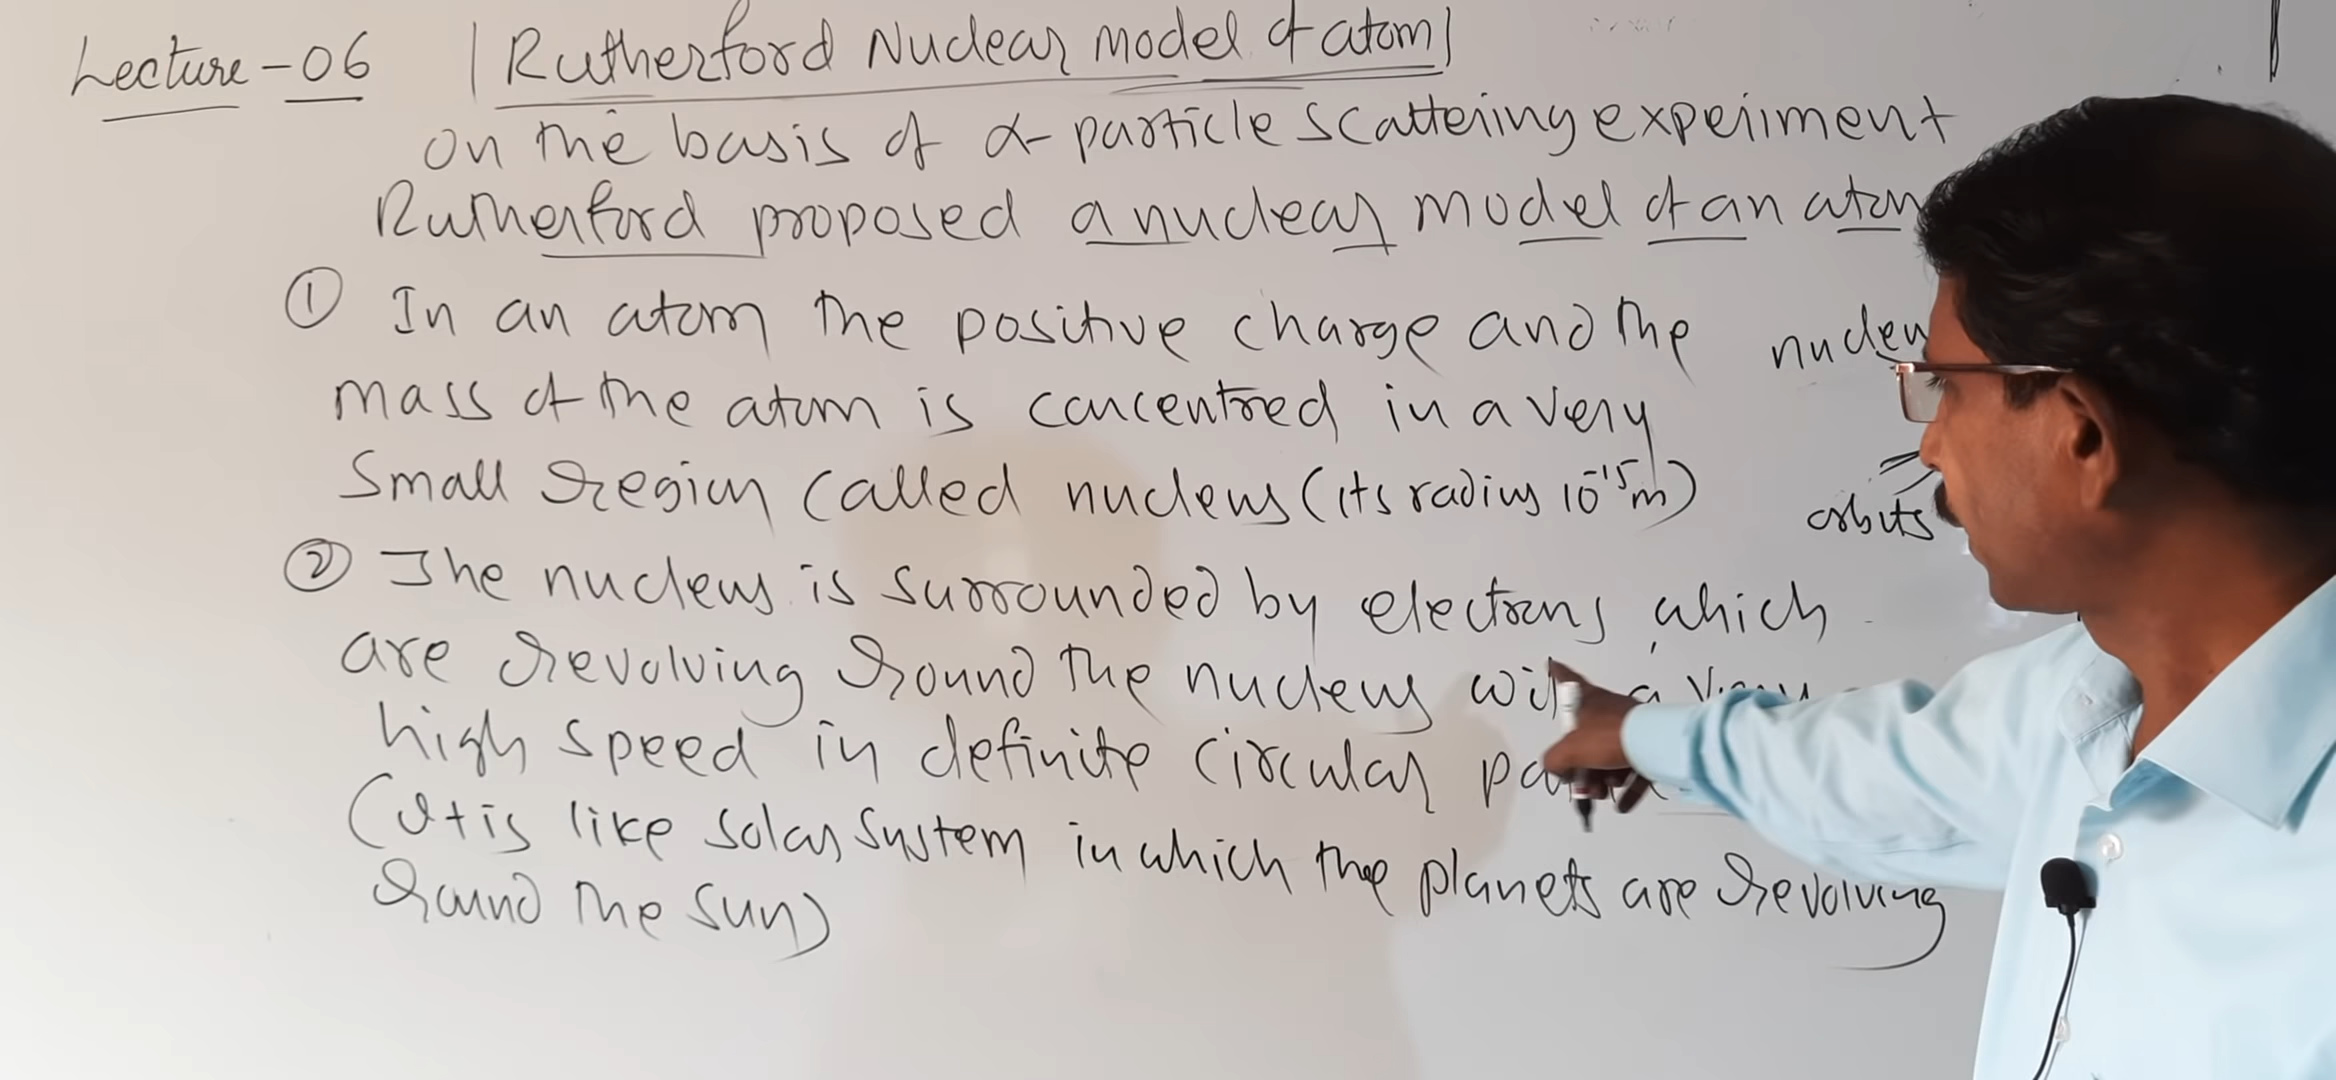 Lecture - 06 | Rutherford Nuclear model of atom |
on the basis of α- particle scattering experiment
Rutherford proposed a nuclear model of an atom
① In an atom the positive charge and the
mass of the atom is concentred in a very
small region called nucleus (its radius 10⁻¹⁵m)
orbits
② The nucleus is surrounded by electrons which
are revolving round the nucleus with a very
high speed in definite circular
(It is like solar system in which the planets are revolving
round the sun)